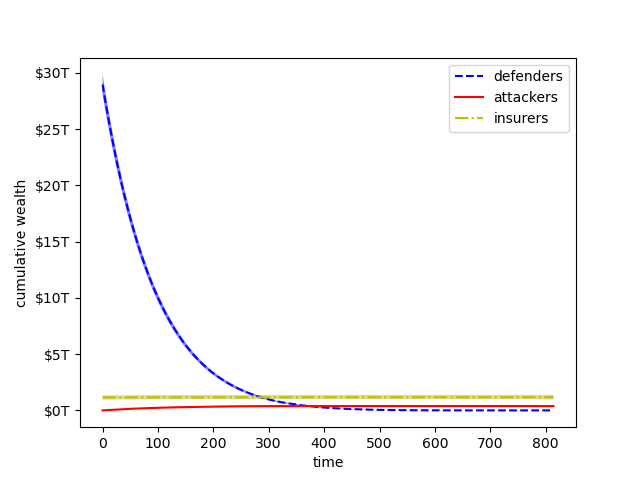 $30T
$25T
$20T
$15T
$10T
$5T
$0T
cumulative wealth
defenders
attackers
insurers
0 100 200 300 400 500 600 700 800
time